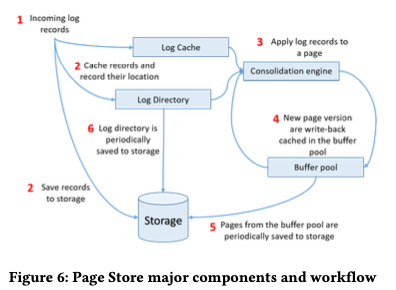 1 Incoming log
records
Log Cache
3 Apply log records to
a page
2 Cache records and
record their location
Consolidation engine
Log Directory
4 New page version
are write-back
cached in the buffer
pool
6 Log directory is
periodically
saved to storage
Buffer pool
2 Save records
to storage
Storage
5 Pages from the buffer pool are
periodically saved to storage
Figure 6: Page Store major components and workflow